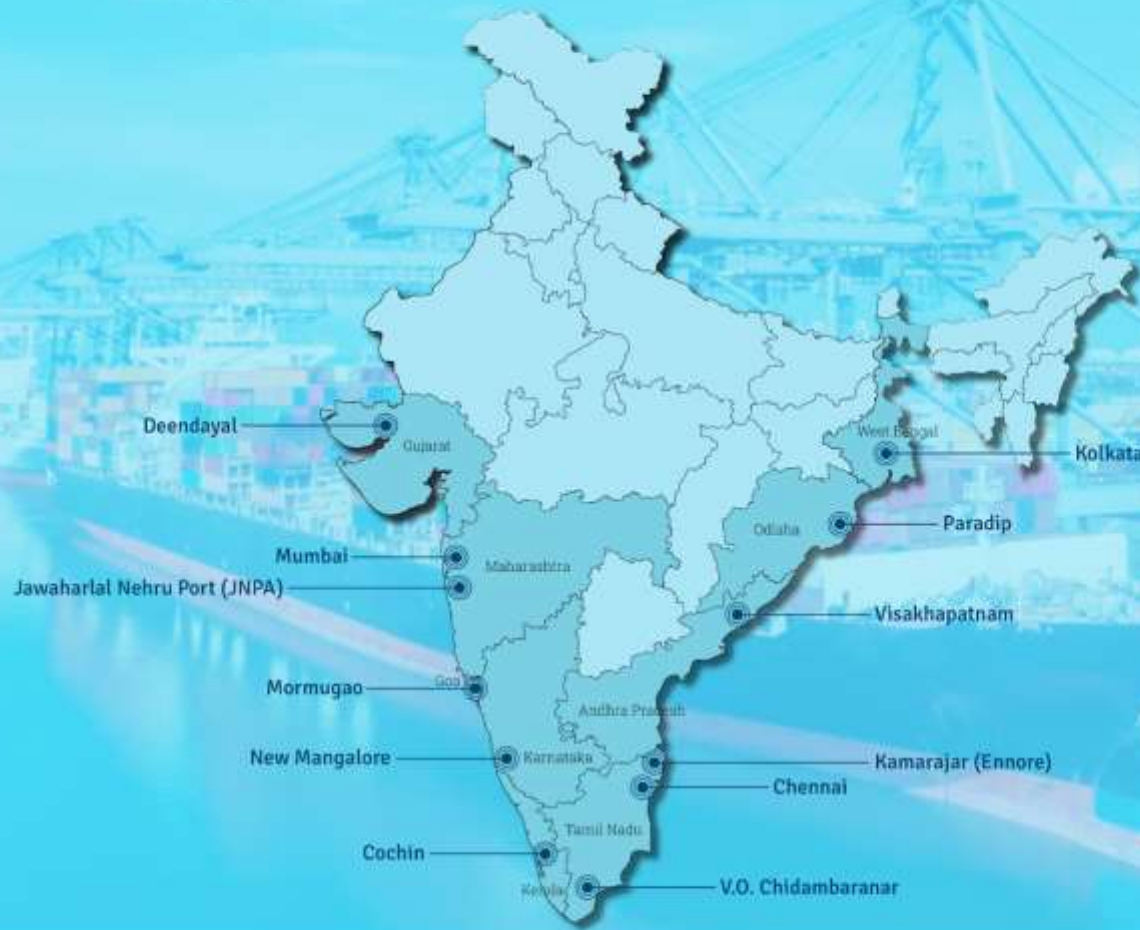 Deendayal
Gujarat
West Bengal
Kolkata
Paradip
Odisha
Mumbai
Maharashtra
Jawaharlal Nehru Port (JNPA)
Visakhapatnam
Goa
Mormugao
Andhra Pradesh
New Mangalore
Karnataka
Kamarajar (Ennore)
Chennai
Tamil Nadu
Cochin
Kerala
V.O. Chidambaranar